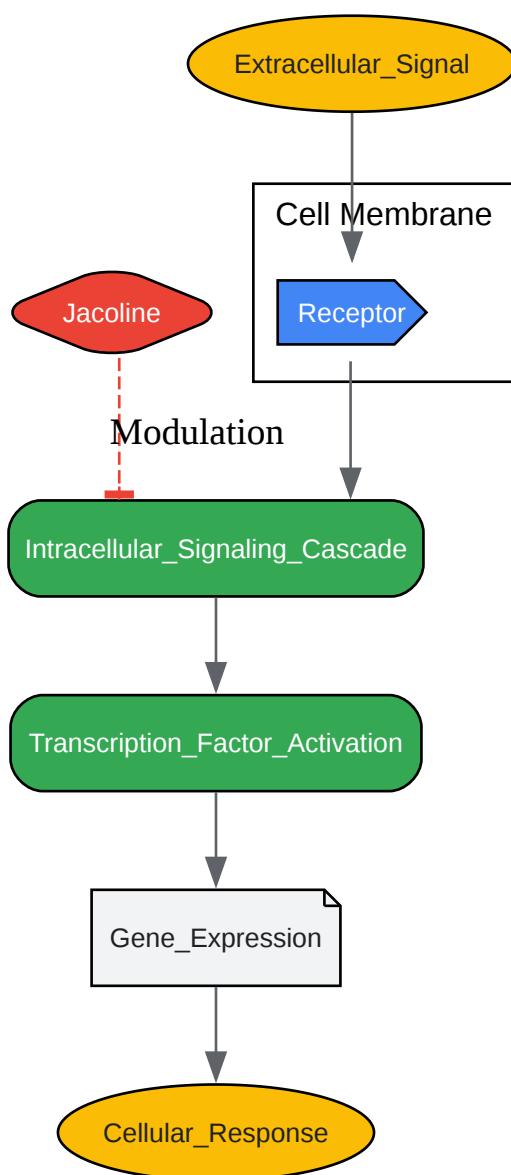 Extracellular_Signal
Cell Membrane
Receptor
Jacoline
Modulation
Intracellular_Signaling_Cascade
Transcription_Factor_Activation
Gene_Expression
Cellular_Response